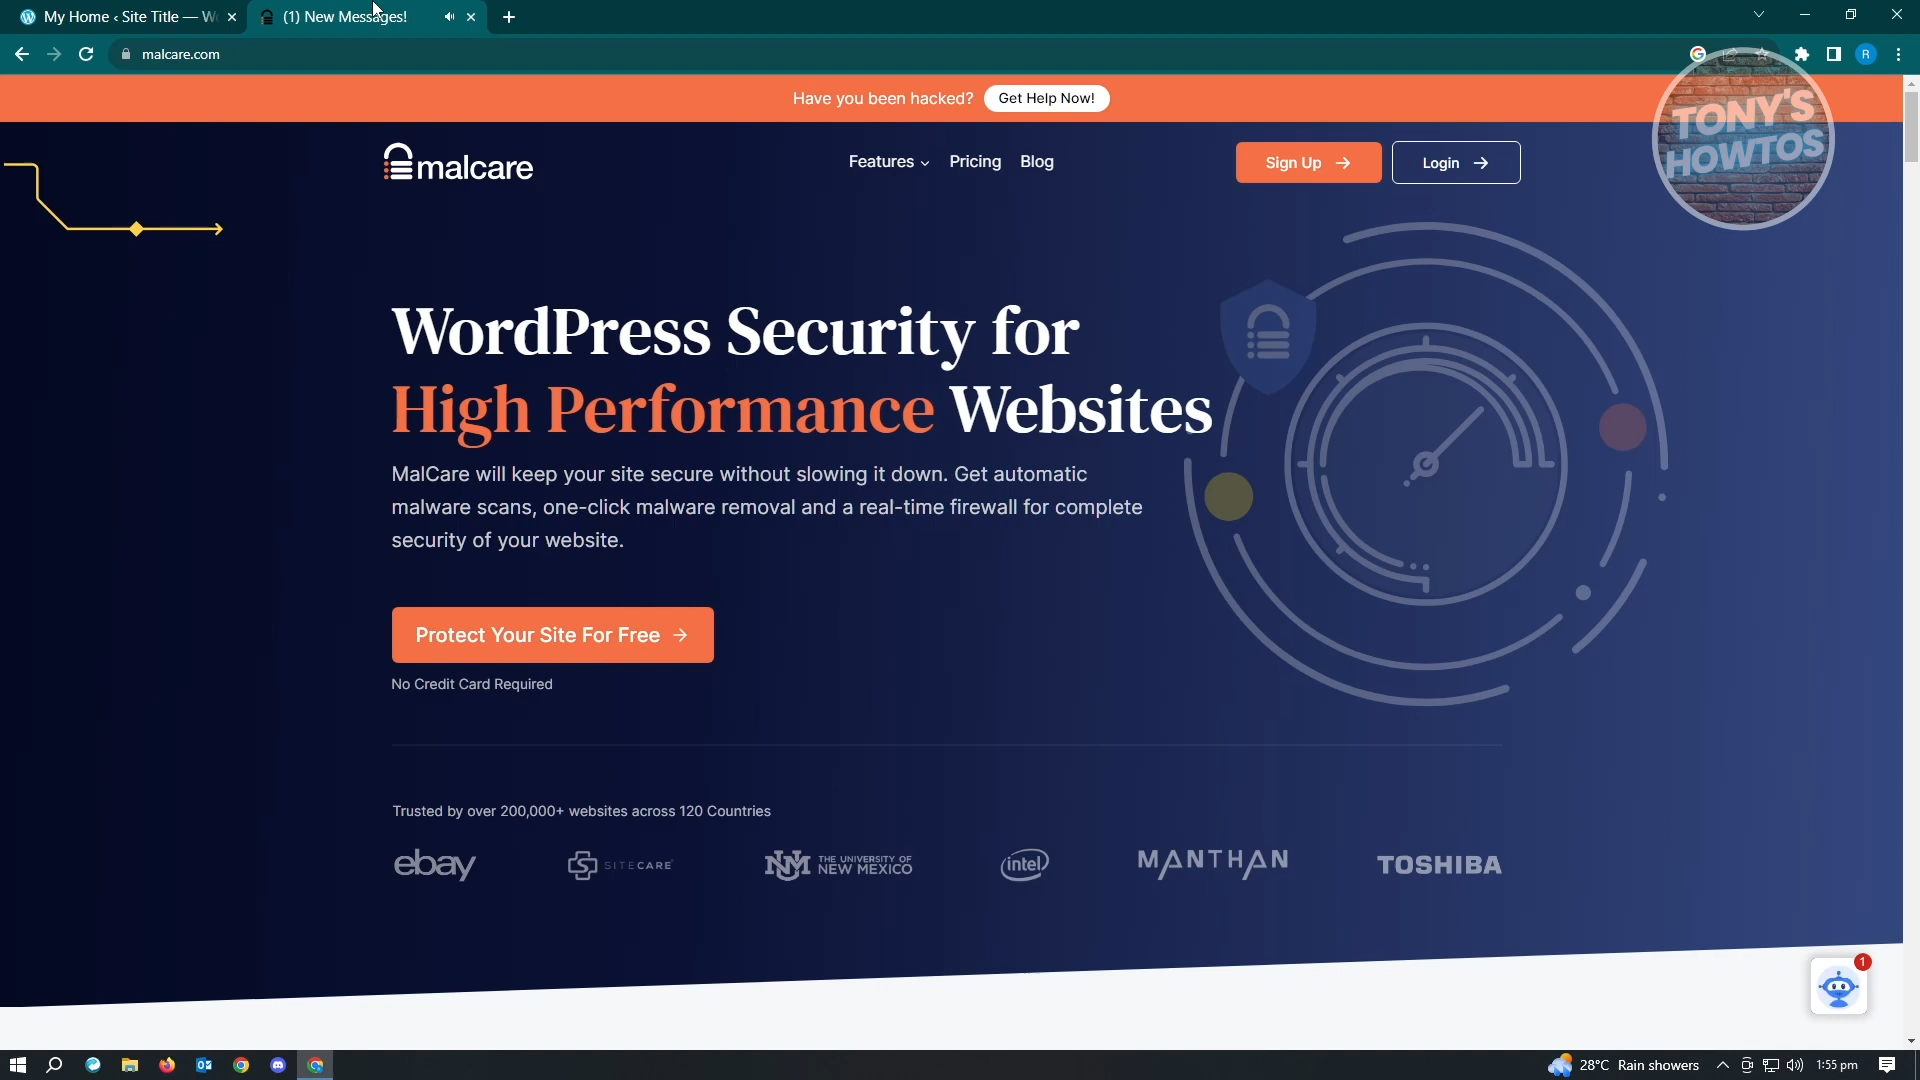 My Home ‹ Site Title — W
(1) New Messages!
malcare.com
R
Have you been hacked? Get Help Now!
malcare
Features Pricing Blog
Sign Up →
Login →
TONY'S
HOWTOS
WordPress Security for
High Performance Websites
MalCare will keep your site secure without slowing it down. Get automatic
malware scans, one-click malware removal and a real-time firewall for complete
security of your website.
Protect Your Site For Free →
No Credit Card Required
Trusted by over 200,000+ websites across 120 Countries
ebay
SITECARE
NM THE UNIVERSITY OF
NEW MEXICO
intel
MANTHAN
TOSHIBA
1
28°C Rain showers
1:55 pm